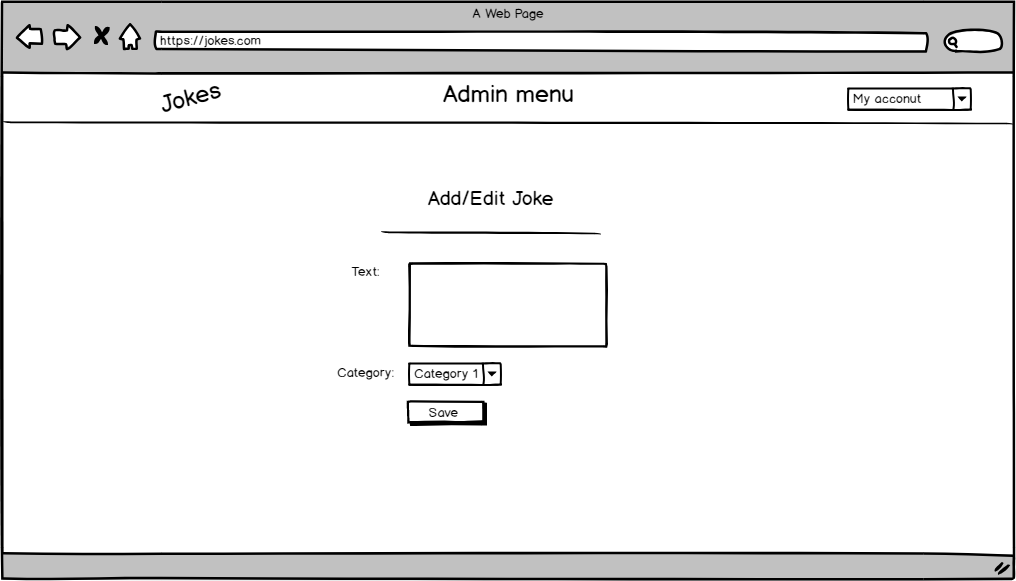 A Web Page
https://jokes.com
Jokes
Admin menu
My acconut
Add/Edit Joke
Text:
Category:
Category 1
Save